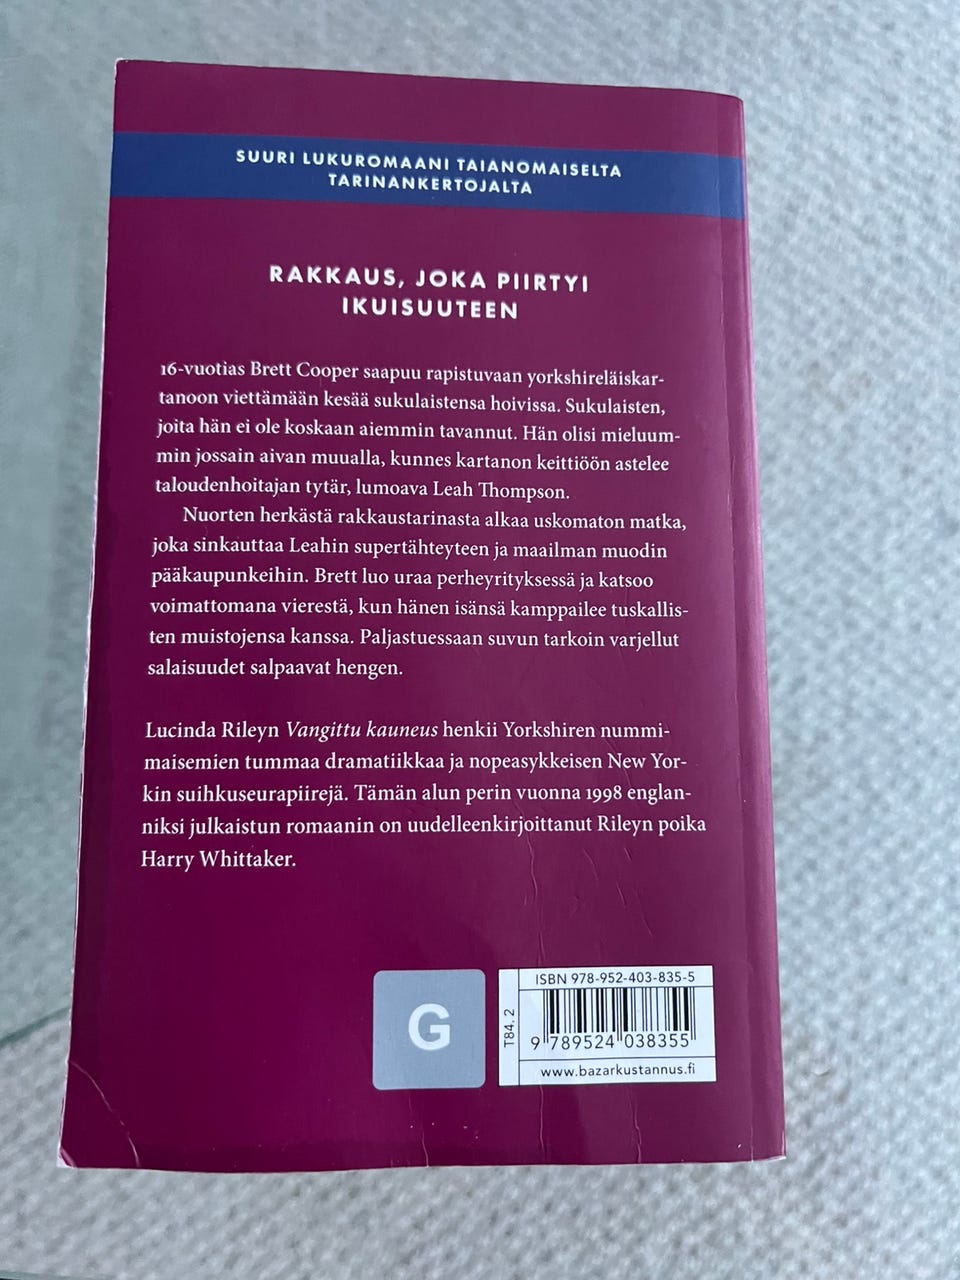 SUURI LUKUROMAANI TAIANOMAISELTA
TARINANKERTOJALTA
RAKKAUS, JOKA PIIRTYI
IKUISUUTEEN
16-vuotias Brett Cooper saapuu rapistuvaan yorkshireläiskar-
tanoon viettämään kesää sukulaistensa hoivissa. Sukulaisten,
joita hän ei ole koskaan aiemmin tavannut. Hän olisi mieluum-
min jossain aivan muualla, kunnes kartanon keittiöön astelee
taloudenhoitajan tytär, lumoava Leah Thompson.
Nuorten herkästä rakkaustarinasta alkaa uskomaton matka,
joka sinkauttaa Leahin supertähteyteen ja maailman muodin
pääkaupunkeihin. Brett luo uraa perheyrityksessä ja katsoo
voimattomana vierestä, kun hänen isänsä kamppailee tuskallis-
ten muistojensa kanssa. Paljastuessaan suvun tarkoin varjellut
salaisuudet salpaavat hengen.
Lucinda Rileyn Vangittu kauneus henkii Yorkshiren nummi-
maisemien tummaa dramatiikkaa ja nopeasykkeisen New Yor-
kin suihkuseurapiirejä. Tämän alun perin vuonna 1998 englan-
niksi julkaistun romaanin on uudelleenkirjoittanut Rileyn poika
Harry Whittaker.
G
T84.2
ISBN 978-952-403-835-5
9 789524 038355
www.bazarkustannus.fi